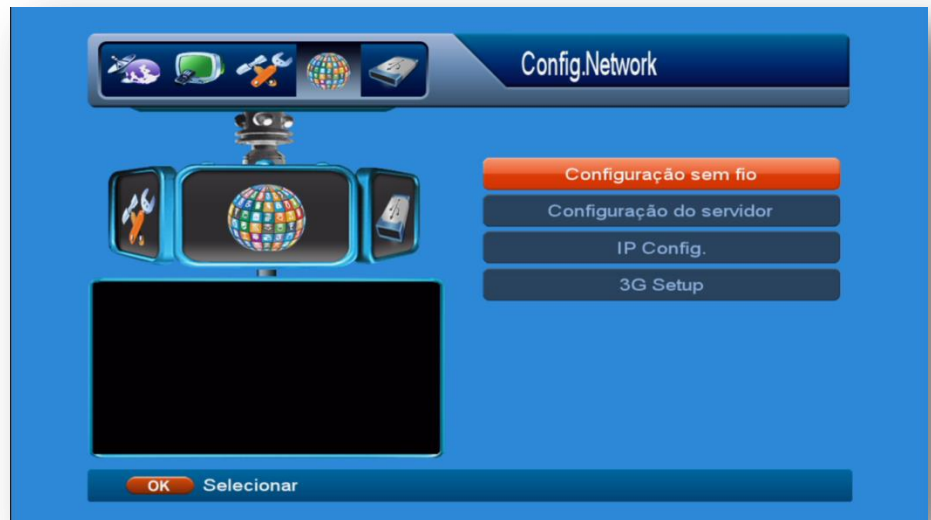 Config.Network
Configuração sem fio
Configuração do servidor
IP Config.
3G Setup
OK Selecionar